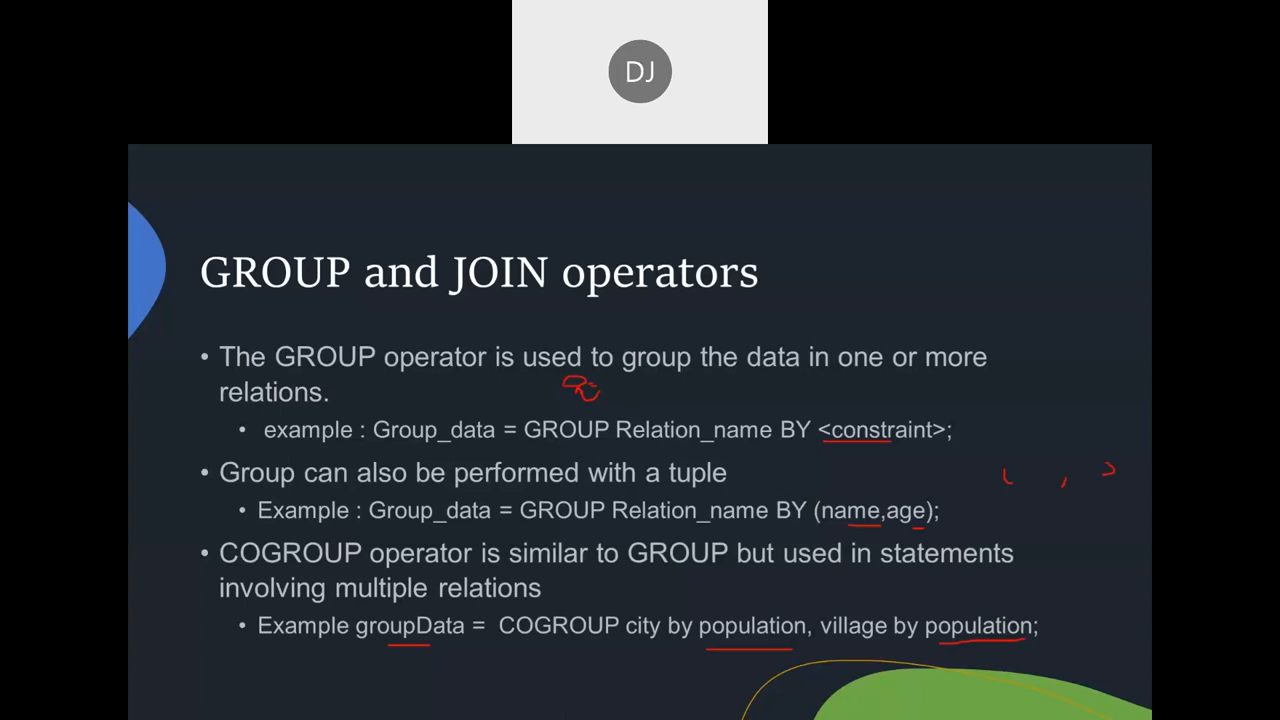 DJ
GROUP and JOIN operators
• The GROUP operator is used to group the data in one or more
relations.
• example : Group_data = GROUP Relation_name BY <constraint>;
• Group can also be performed with a tuple
( , )
• Example : Group_data = GROUP Relation_name BY (name,age);
• COGROUP operator is similar to GROUP but used in statements
involving multiple relations
• Example groupData = COGROUP city by population, village by population;